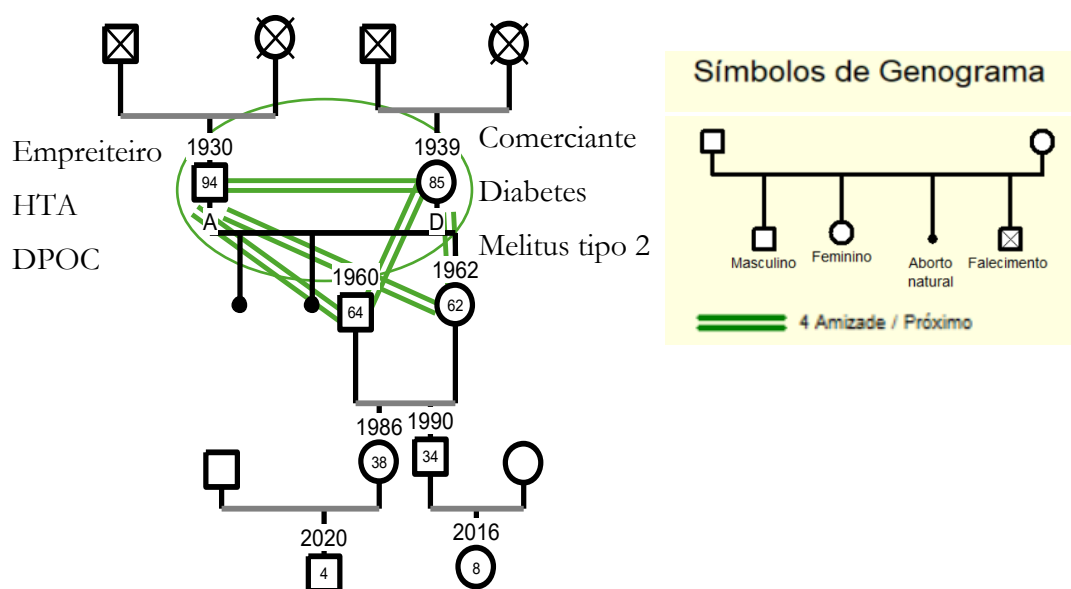 Empreiteiro
HTA
DPOC
1930
94
A
1939
85
D
Comerciante
Diabetes
Melitus tipo 2
1960
64
1962
62
1986
38
1990
34
2020
4
2016
8
Símbolos de Genograma
Masculino
Feminino
Aborto
natural
Falecimento
4 Amizade / Próximo